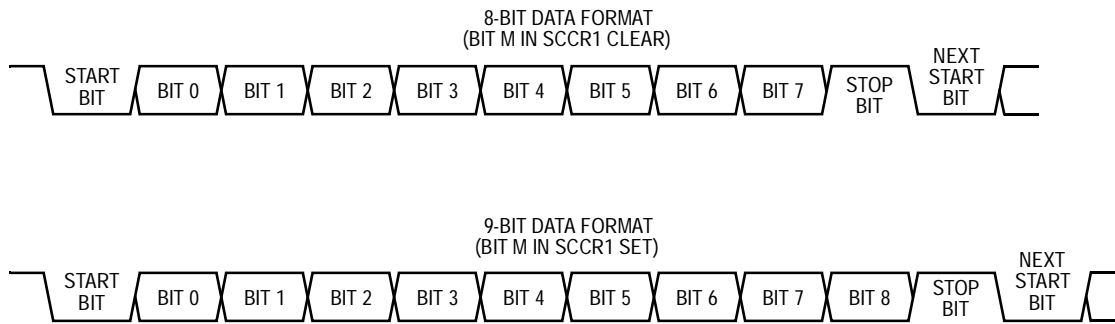 8-BIT DATA FORMAT
(BIT M IN SCCR1 CLEAR)
START
BIT
BIT 0
BIT 1
BIT 2
BIT 3
BIT 4
BIT 5
BIT 6
BIT 7
STOP
BIT
NEXT
START
BIT
9-BIT DATA FORMAT
(BIT M IN SCCR1 SET)
START
BIT
BIT 0
BIT 1
BIT 2
BIT 3
BIT 4
BIT 5
BIT 6
BIT 7
BIT 8
STOP
BIT
NEXT
START
BIT